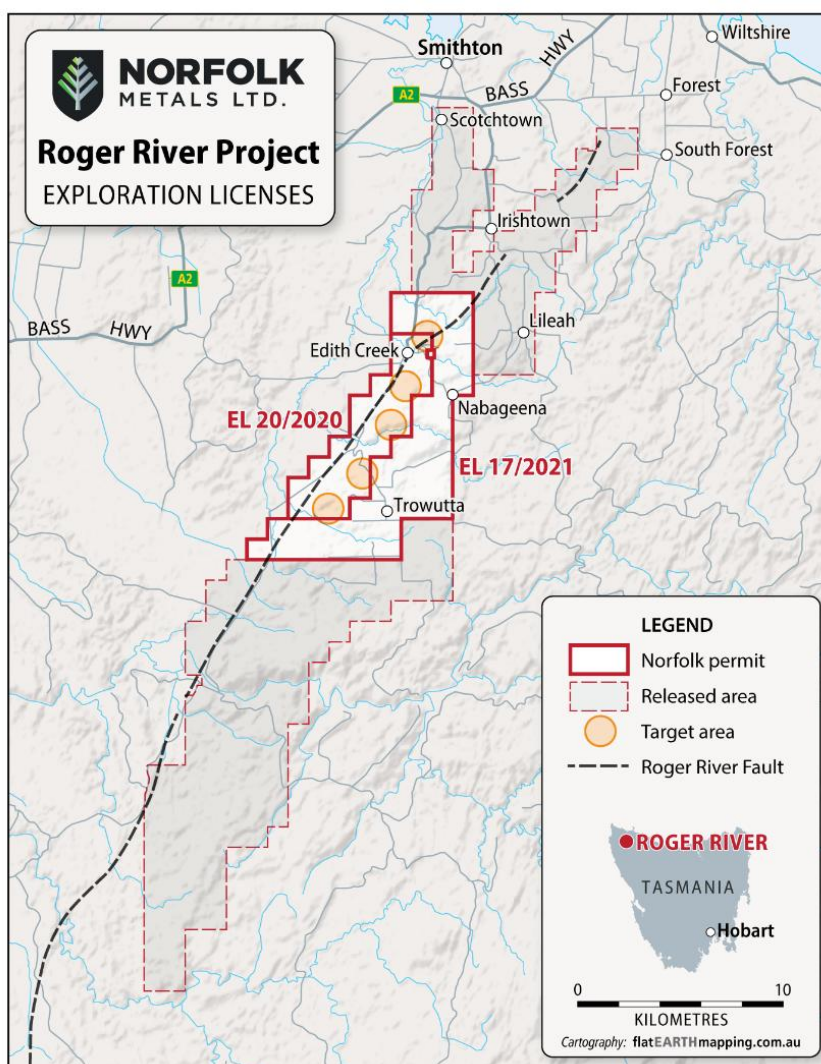 NORFOLK
METALS LTD.
Roger River Project
EXPLORATION LICENSES
Smithton
Wiltshire
BASS HWY
A2
Forest
Scotchtown
South Forest
Irishtown
A2
BASS HWY
Lileah
Edith Creek
Nabageena
EL 20/2020
EL 17/2021
Trowutta
LEGEND
Norfolk permit
Released area
Target area
Roger River Fault
ROGER RIVER
TASMANIA
Hobart
0 10
KILOMETRES
Cartography: flatEARTHmapping.com.au